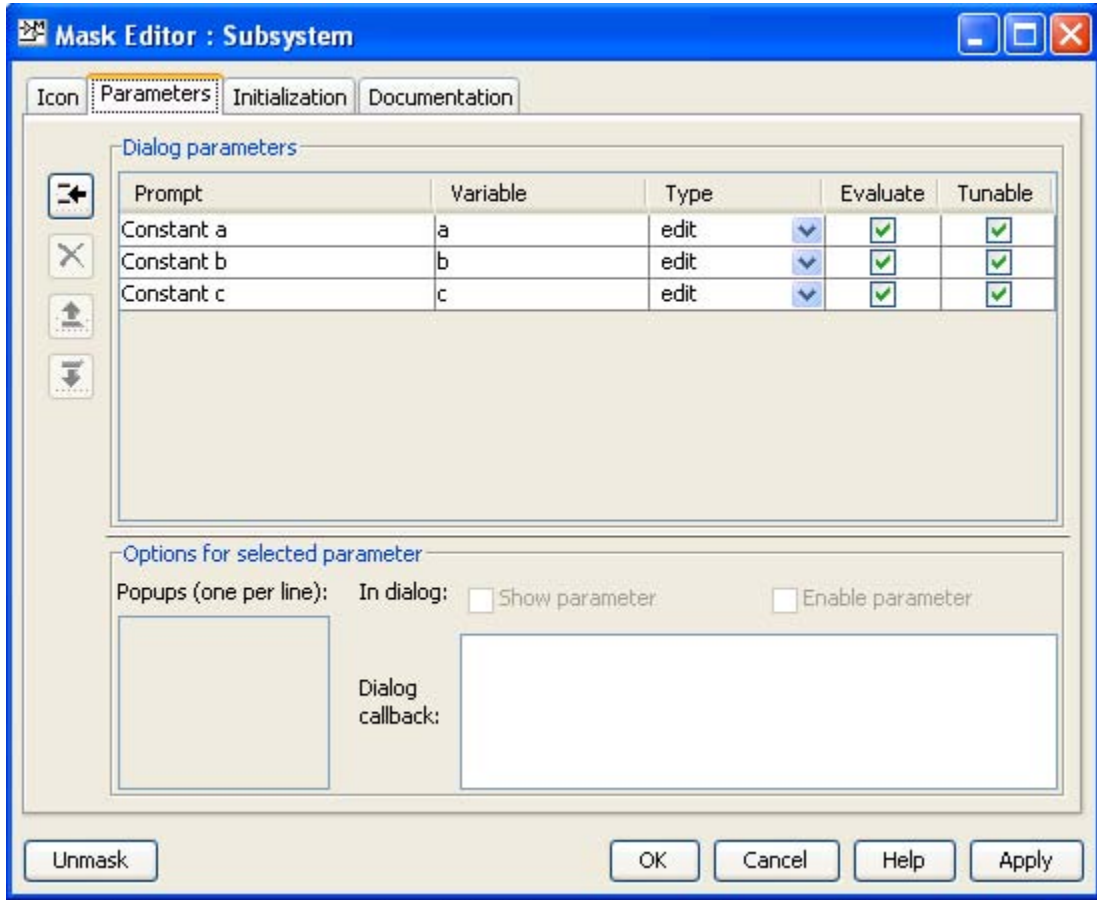 Mask Editor : Subsystem
Icon Parameters Initialization Documentation
Dialog parameters
Prompt Variable Type Evaluate Tunable
Constant a a edit
Constant b b edit
Constant c c edit
Options for selected parameter
Popups (one per line): In dialog: Show parameter Enable parameter
Dialog
callback:
Unmask OK Cancel Help Apply